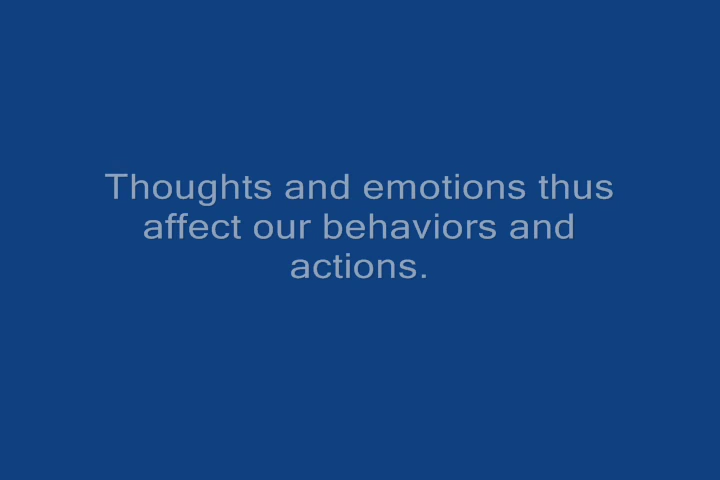 Thoughts and emotions thus
affect our behaviors and
actions.